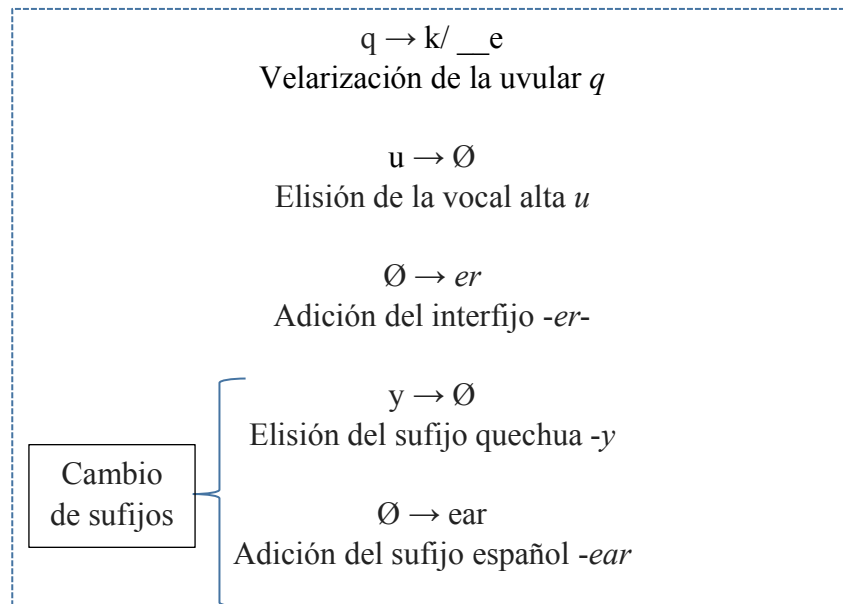 q → k/ __e
Velarización de la uvular q
u → Ø
Elisión de la vocal alta u
Ø → er
Adición del interfijo -er-
y → Ø
Elisión del sufijo quechua -y
Cambio
de sufijos
Ø → ear
Adición del sufijo español -ear